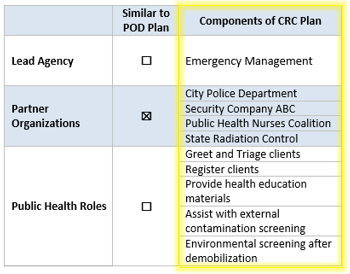 Similar to
POD Plan
Components of CRC Plan
Lead Agency
☐
Emergency Management
Partner
Organizations
☒
City Police Department
Security Company ABC
Public Health Nurses Coalition
State Radiation Control
Public Health Roles
☐
Greet and Triage clients
Register clients
Provide health education
materials
Assist with external
contamination screening
Environmental screening after
demobilization